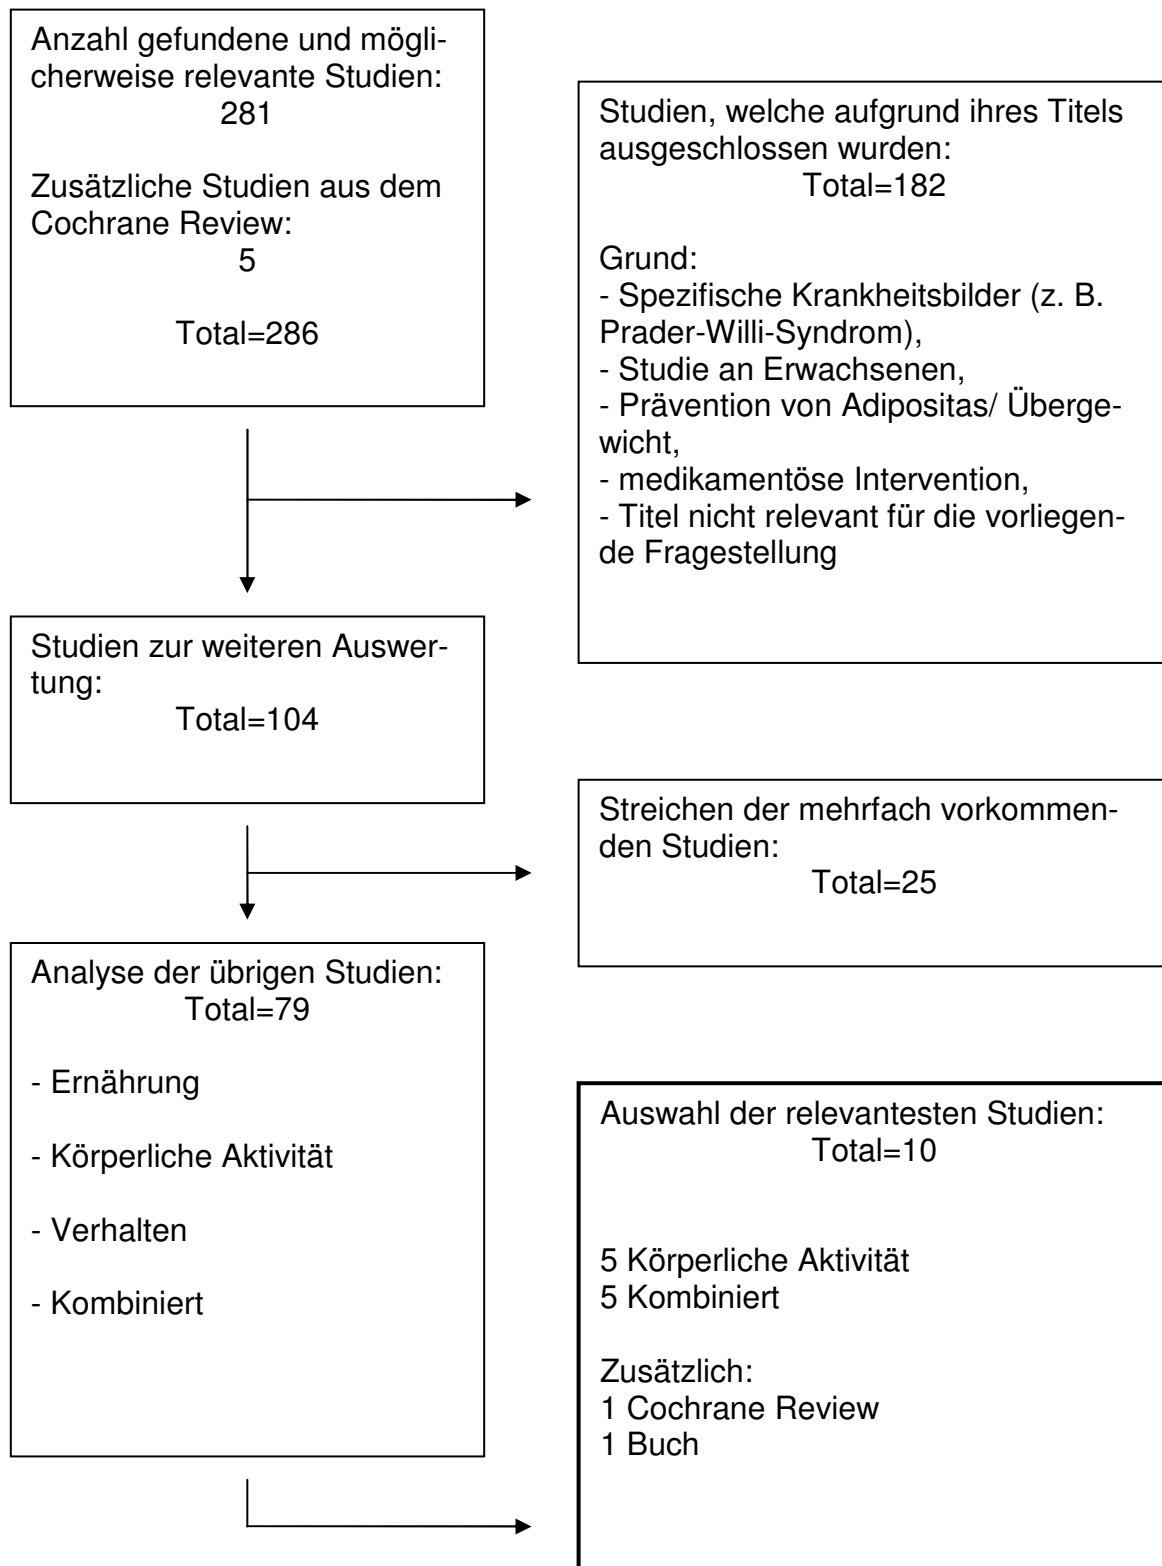 Anzahl gefundene und mögli-
cherweise relevante Studien:
281
Zusätzliche Studien aus dem
Cochrane Review:
5
Total=286
Studien, welche aufgrund ihres Titels
ausgeschlossen wurden:
Total=182
Grund:
- Spezifische Krankheitsbilder (z. B.
Prader-Willi-Syndrom),
- Studie an Erwachsenen,
- Prävention von Adipositas/ Überge-
wicht,
- medikamentöse Intervention,
- Titel nicht relevant für die vorliegen-
de Fragestellung
Studien zur weiteren Auswer-
tung:
Total=104
Streichen der mehrfach vorkommen-
den Studien:
Total=25
Analyse der übrigen Studien:
Total=79
- Ernährung
- Körperliche Aktivität
- Verhalten
- Kombiniert
Auswahl der relevantesten Studien:
Total=10
5 Körperliche Aktivität
5 Kombiniert
Zusätzlich:
1 Cochrane Review
1 Buch